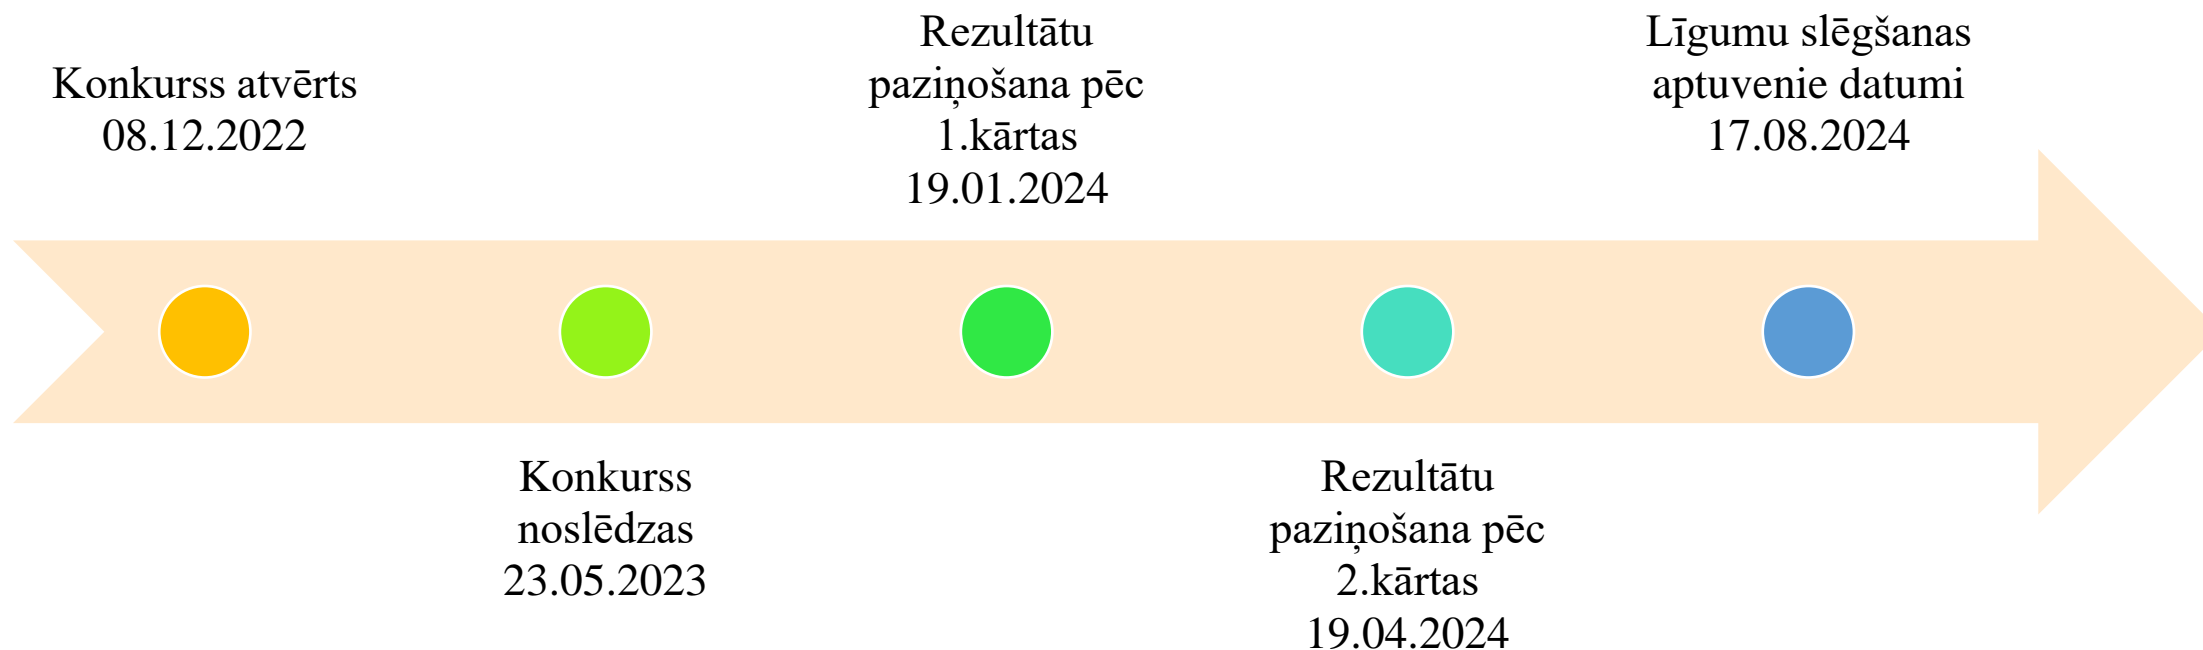 Konkurss atvērts
08.12.2022
Konkurss
noslēdzas
23.05.2023
Rezultātu
paziņošana pēc
1.kārtas
19.01.2024
Rezultātu
paziņošana pēc
2.kārtas
19.04.2024
Līgumu slēgšanas
aptuvenie datumi
17.08.2024